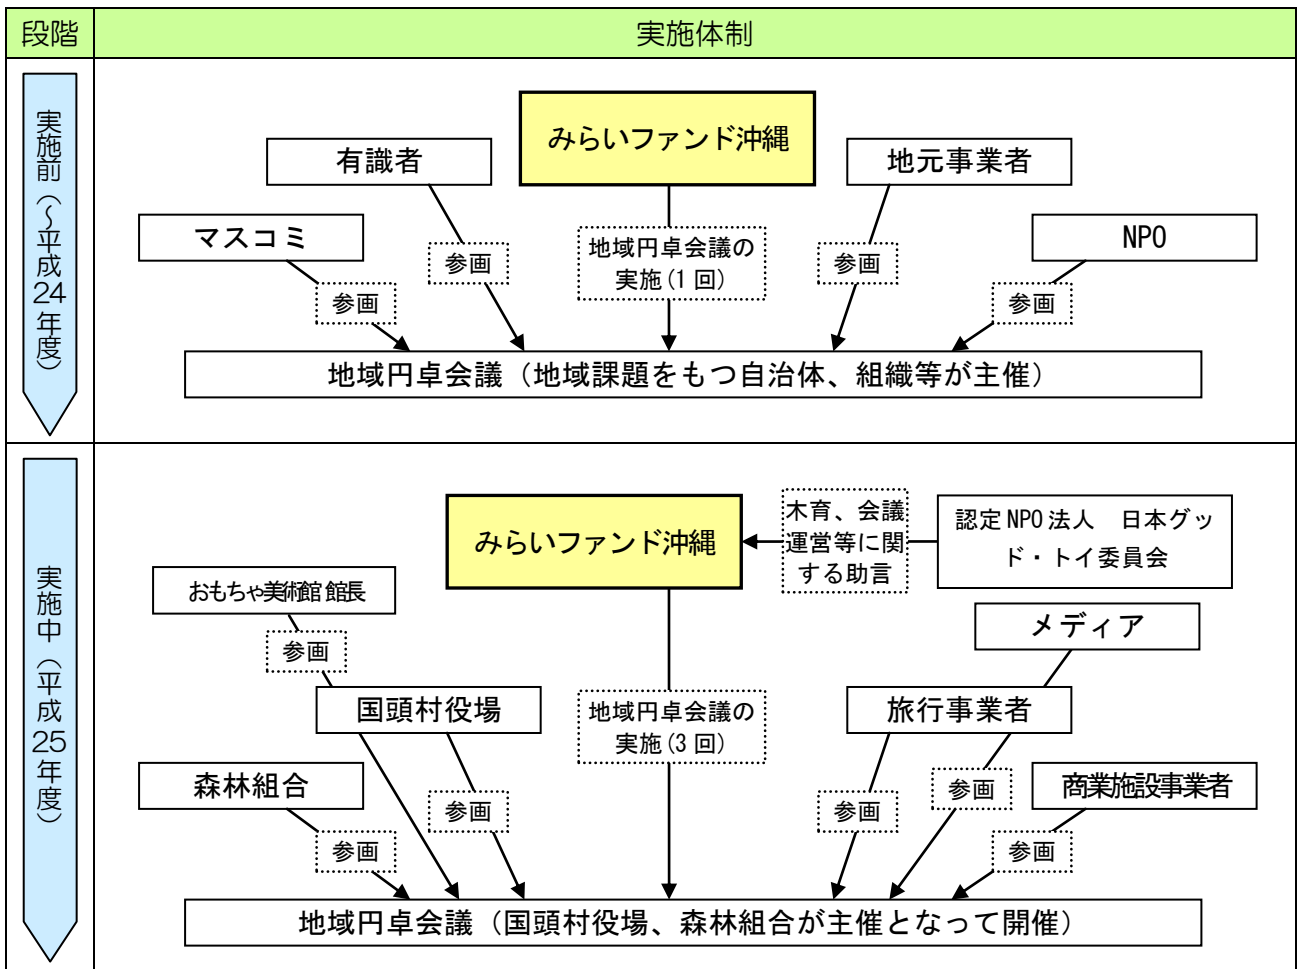 段階
実施体制
実施前（～平成24年度）
みらいファンド沖縄
有識者
地元事業者
マスコミ
NPO
地域円卓会議の
実施(1回)
参画
参画
参画
参画
地域円卓会議（地域課題をもつ自治体、組織等が主催）
実施中（平成25年度）
みらいファンド沖縄
木育、会議
運営等に関
する助言
認定NPO法人　日本グッ
ド・トイ委員会
おもちゃ美術館 館長
メディア
参画
国頭村役場
地域円卓会議の
実施(3回)
旅行事業者
森林組合
参画
参画
参画
商業施設事業者
参画
参画
地域円卓会議（国頭村役場、森林組合が主催となって開催）